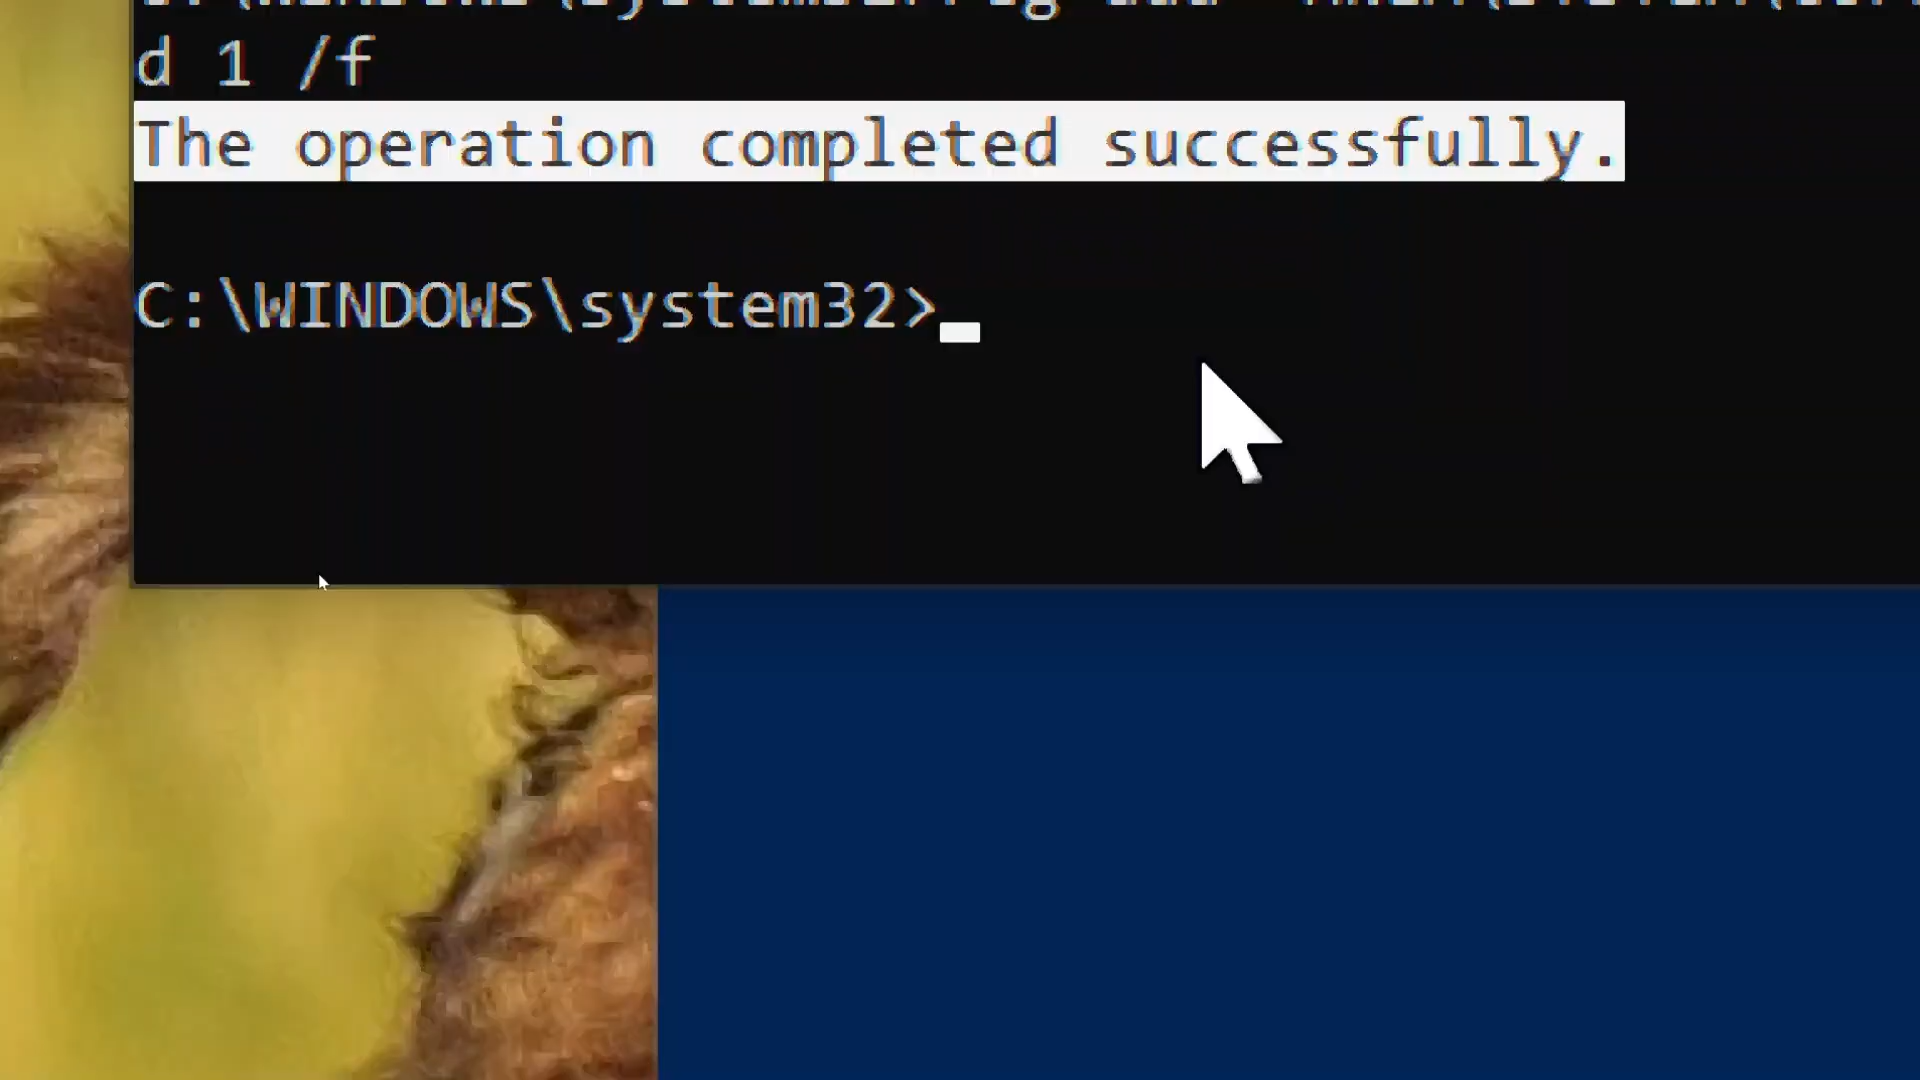 d 1 /f
The operation completed successfully.
C:\WINDOWS\system32>